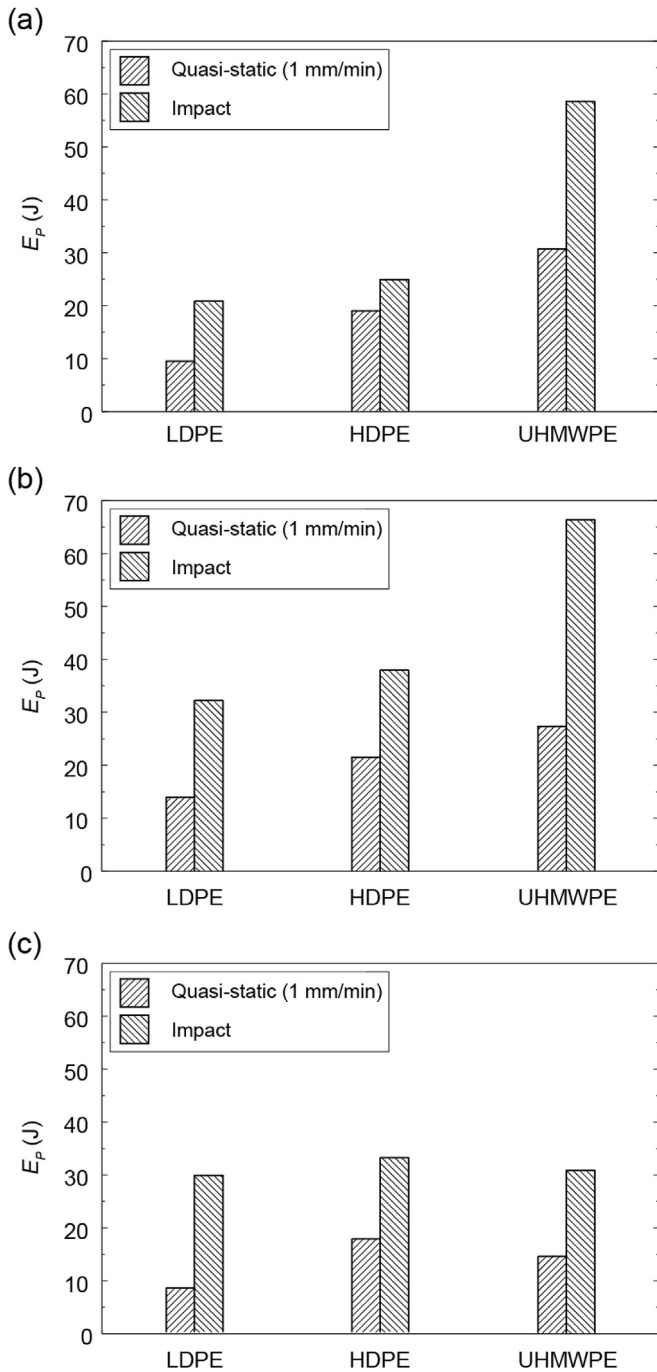 (a)
70
60
50
40
30
20
10
0
E_P (J)
Quasi-static (1 mm/min)
Impact
LDPE HDPE UHMWPE
(b)
70
60
50
40
30
20
10
0
E_P (J)
Quasi-static (1 mm/min)
Impact
LDPE HDPE UHMWPE
(c)
70
60
50
40
30
20
10
0
E_P (J)
Quasi-static (1 mm/min)
Impact
LDPE HDPE UHMWPE